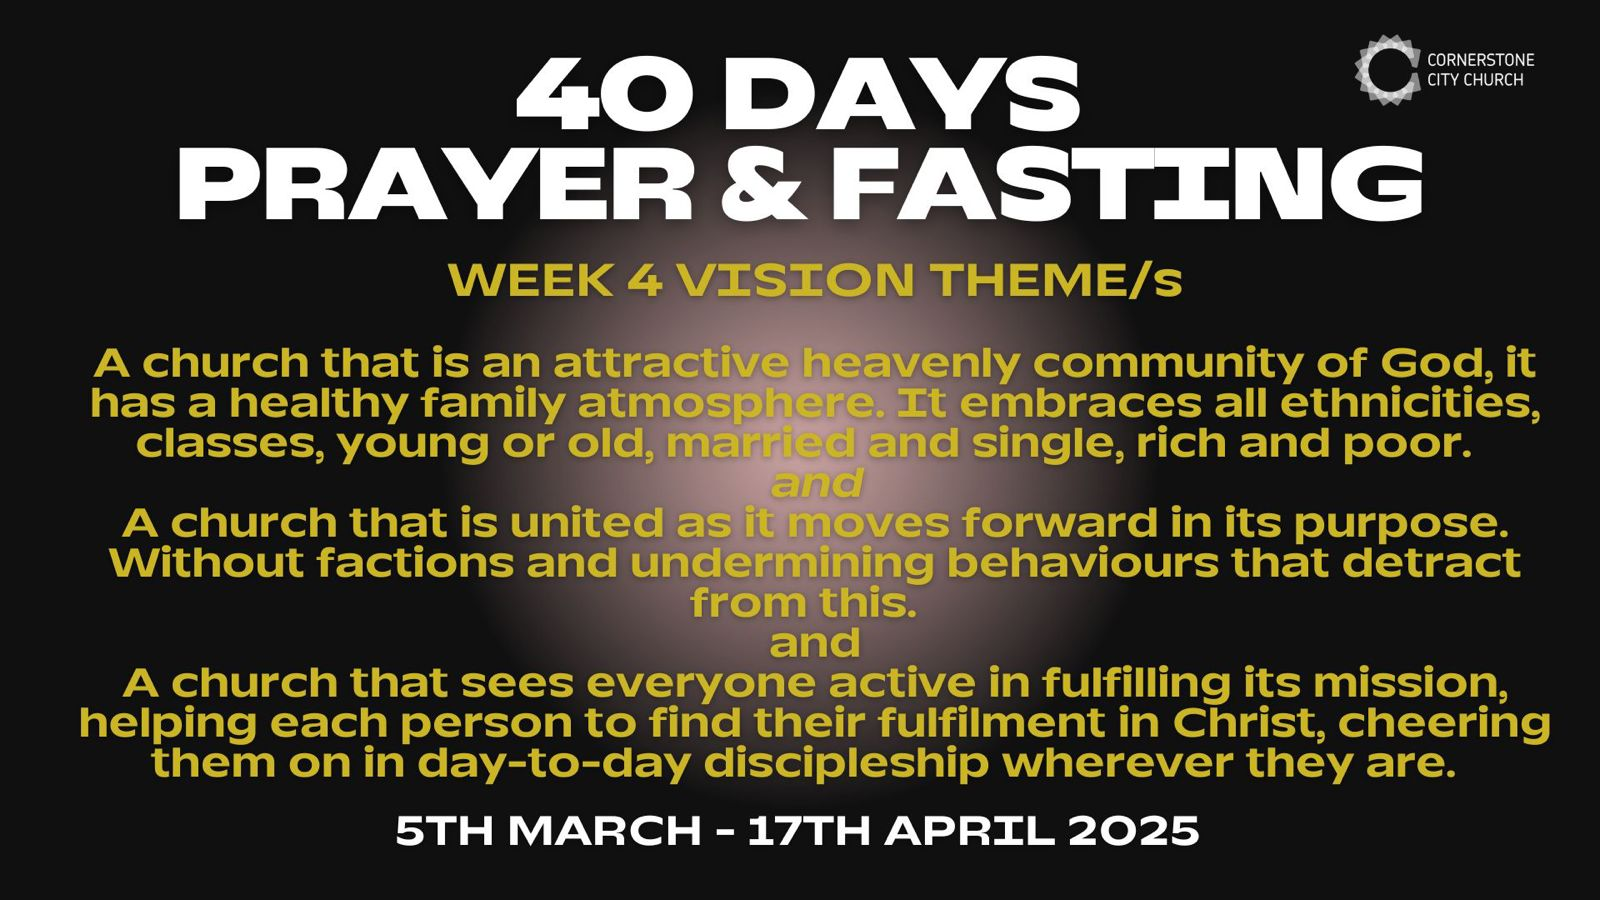 CORNERSTONE
CITY CHURCH
40 DAYS
PRAYER & FASTING
WEEK 4 VISION THEME/s
A church that is an attractive heavenly community of God, it
has a healthy family atmosphere. It embraces all ethnicities,
classes, young or old, married and single, rich and poor.
and
A church that is united as it moves forward in its purpose.
Without factions and undermining behaviours that detract
from this.
and
A church that sees everyone active in fulfilling its mission,
helping each person to find their fulfilment in Christ, cheering
them on in day-to-day discipleship wherever they are.
5TH MARCH - 17TH APRIL 2025